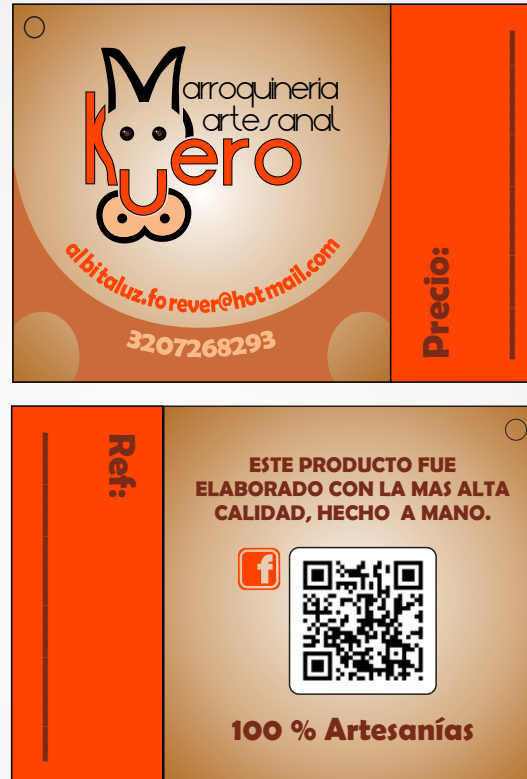 Marroquineria
artesanal
Kuero
albitaluz.forever@hotmail.com
3207268293
Precio:
Ref:
ESTE PRODUCTO FUE
ELABORADO CON LA MAS ALTA
CALIDAD, HECHO A MANO.
f
100 % Artesanías